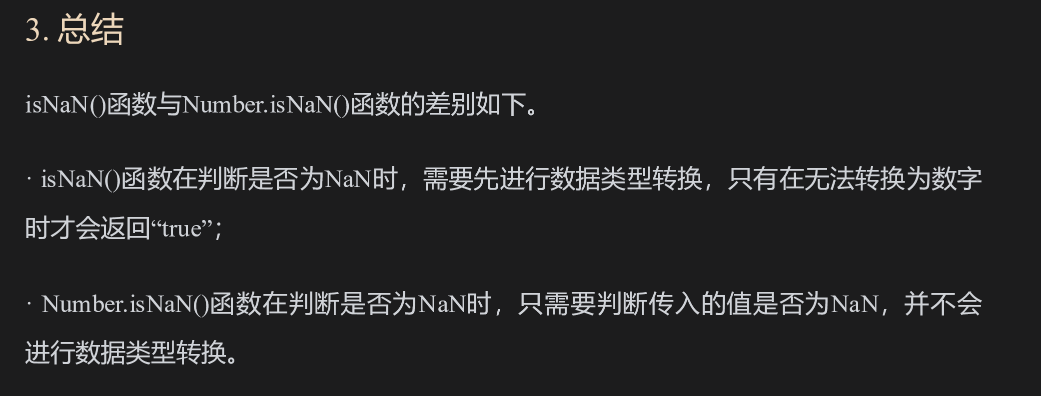 3. 总结
isNaN()函数与Number.isNaN()函数的差别如下。
· isNaN()函数在判断是否为NaN时，需要先进行数据类型转换，只有在无法转换为数字
时才会返回“true”；
· Number.isNaN()函数在判断是否为NaN时，只需要判断传入的值是否为NaN，并不会
进行数据类型转换。